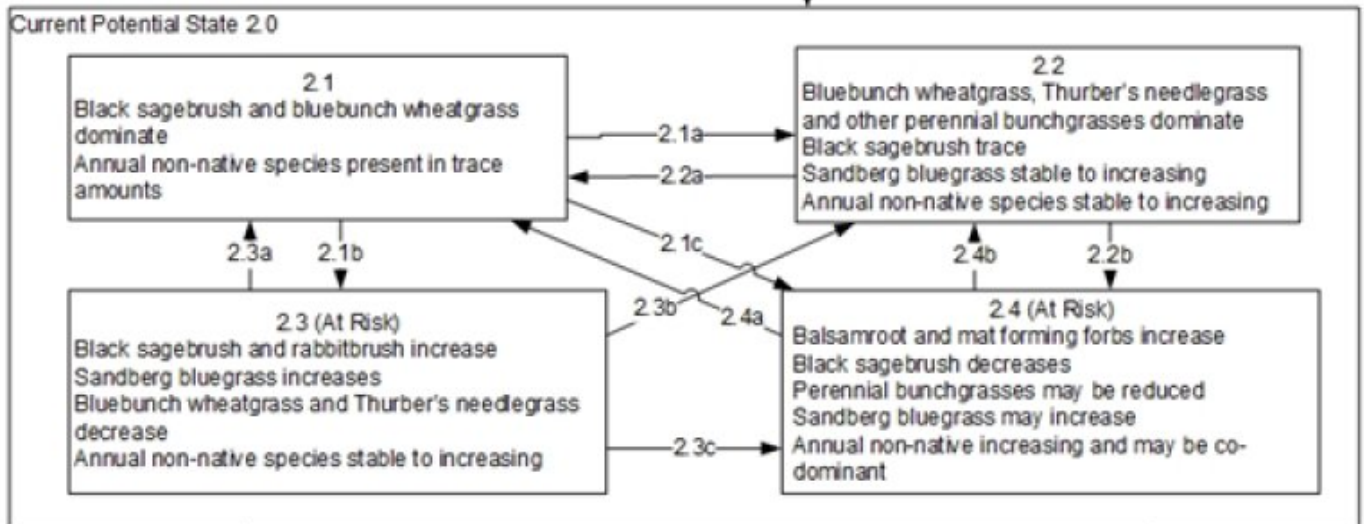 Current Potential State 2.0
2.1
Black sagebrush and bluebunch wheatgrass
dominate
Annual non-native species present in trace
amounts
2.2
Bluebunch wheatgrass, Thurber's needlegrass
and other perennial bunchgrasses dominate
Black sagebrush trace
Sandberg bluegrass stable to increasing
Annual non-native species stable to increasing
2.1a
2.2a
2.3a
2.1b
2.1c
2.3b
2.4a
2.4b
2.2b
2.3 (At Risk)
Black sagebrush and rabbitbrush increase
Sandberg bluegrass increases
Bluebunch wheatgrass and Thurber's needlegrass
decrease
Annual non-native species stable to increasing
2.3c
2.4 (At Risk)
Balsamroot and mat forming forbs increase
Black sagebrush decreases
Perennial bunchgrasses may be reduced
Sandberg bluegrass may increase
Annual non-native increasing and may be co-
dominant